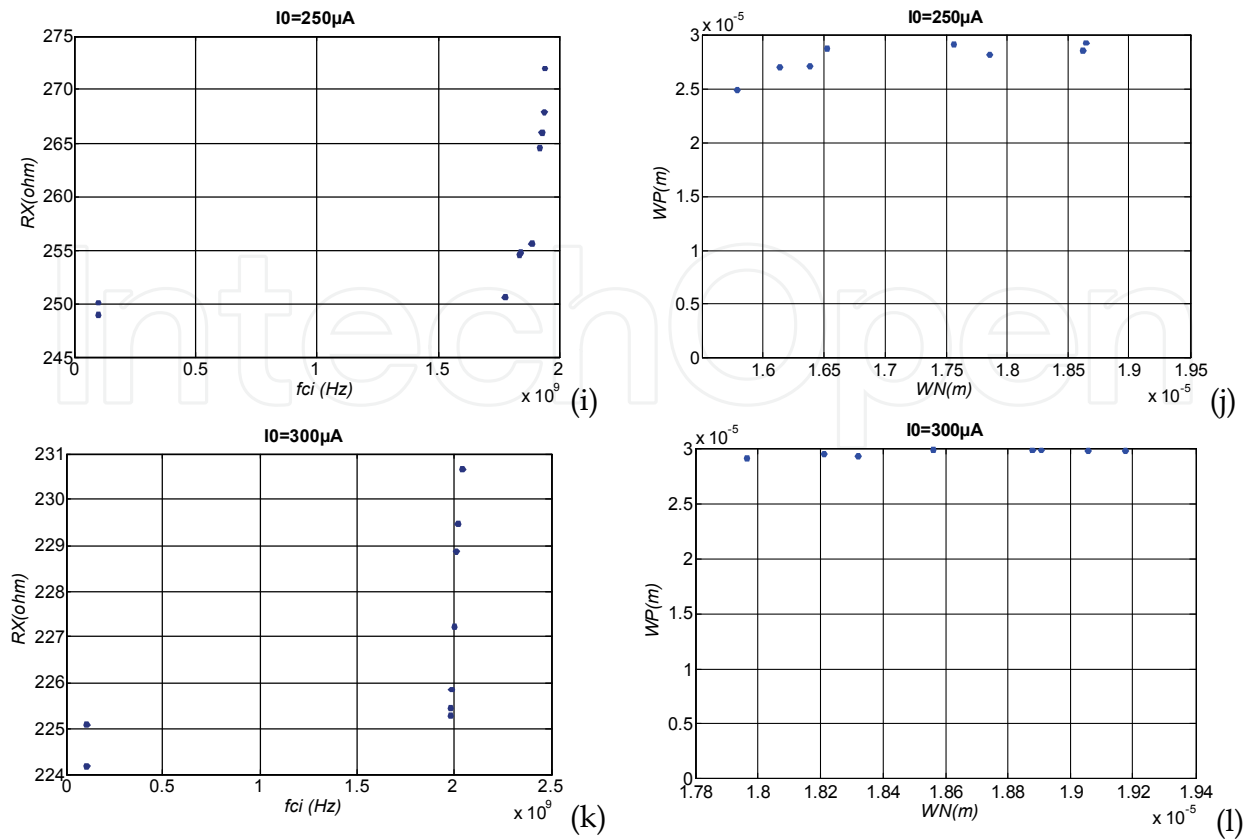 I0=250µA
275
270
265
260
255
250
245
RX(ohm)
0
0.5
1
1.5
2
fci (Hz)
x 10^9
(i)
I0=250µA
x 10^-5
3
2.5
2
1.5
1
0.5
0
WP(m)
1.6
1.65
1.7
1.75
1.8
1.85
1.9
1.95
WN(m)
x 10^-5
(j)
IntechOpen
I0=300µA
231
230
229
228
227
226
225
224
RX(ohm)
0
0.5
1
1.5
2
2.5
fci (Hz)
x 10^9
(k)
I0=300µA
x 10^-5
3
2.5
2
1.5
1
0.5
0
WP(m)
1.78
1.8
1.82
1.84
1.86
1.88
1.9
1.92
1.94
WN(m)
x 10^-5
(l)